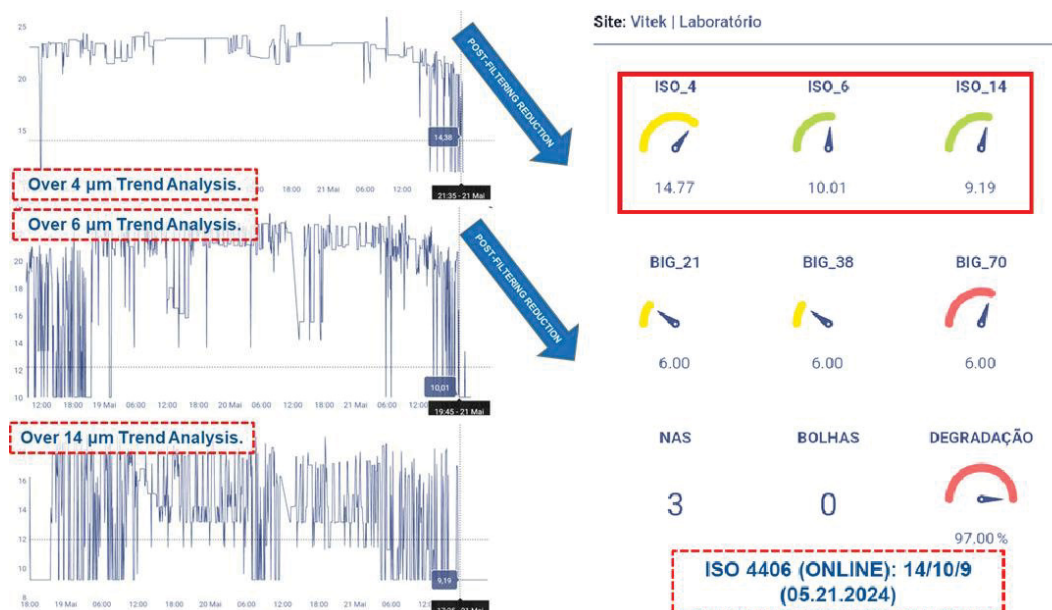 25
20
15
14,38
POST-FILTERING REDUCTION
Over 4 µm Trend Analysis.
18:00 21 Mai 06:00 12:00
21:35 - 21 Mai
Over 6 µm Trend Analysis.
20
18
16
14
12
10
10,01
POST-FILTERING REDUCTION
12:00 18:00 19 Mai 06:00 12:00 18:00 20 Mai 06:00 12:00 18:00 21 Mai 06:00 12:00
19:45 - 21 Mai
Over 14 µm Trend Analysis.
16
14
12
10
8
9,19
18:00 19 Mai 06:00 12:00 18:00 20 Mai 06:00 12:00 18:00 21 Mai 06:00 12:00
Site: Vitek | Laboratório
ISO_4 ISO_6 ISO_14
14.77 10.01 9.19
BIG_21 BIG_38 BIG_70
6.00 6.00 6.00
NAS BOLHAS DEGRADAÇÃO
3 0
97.00 %
ISO 4406 (ONLINE): 14/10/9
(05.21.2024)